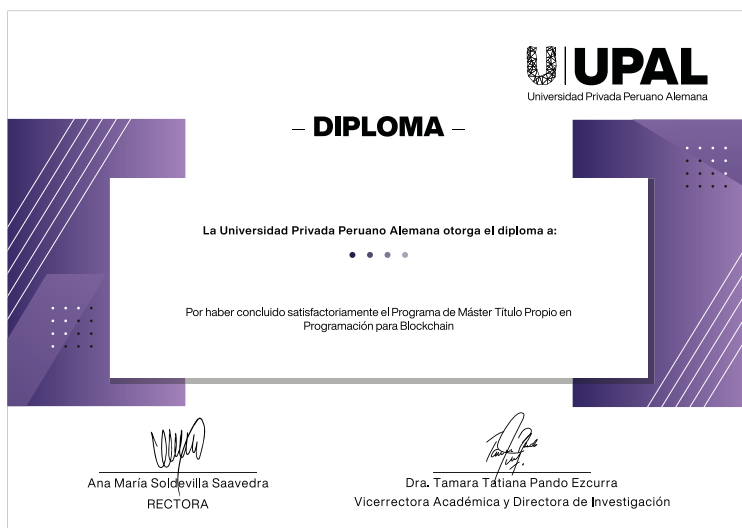 UPAL
Universidad Privada Peruano Alemana
– DIPLOMA –
La Universidad Privada Peruano Alemana otorga el diploma a:
Por haber concluido satisfactoriamente el Programa de Máster Título Propio en
Programación para Blockchain
Ana María Soldevilla Saavedra
RECTORA
Dra. Tamara Tatiana Pando Ezcurra
Vicerrectora Académica y Directora de Investigación